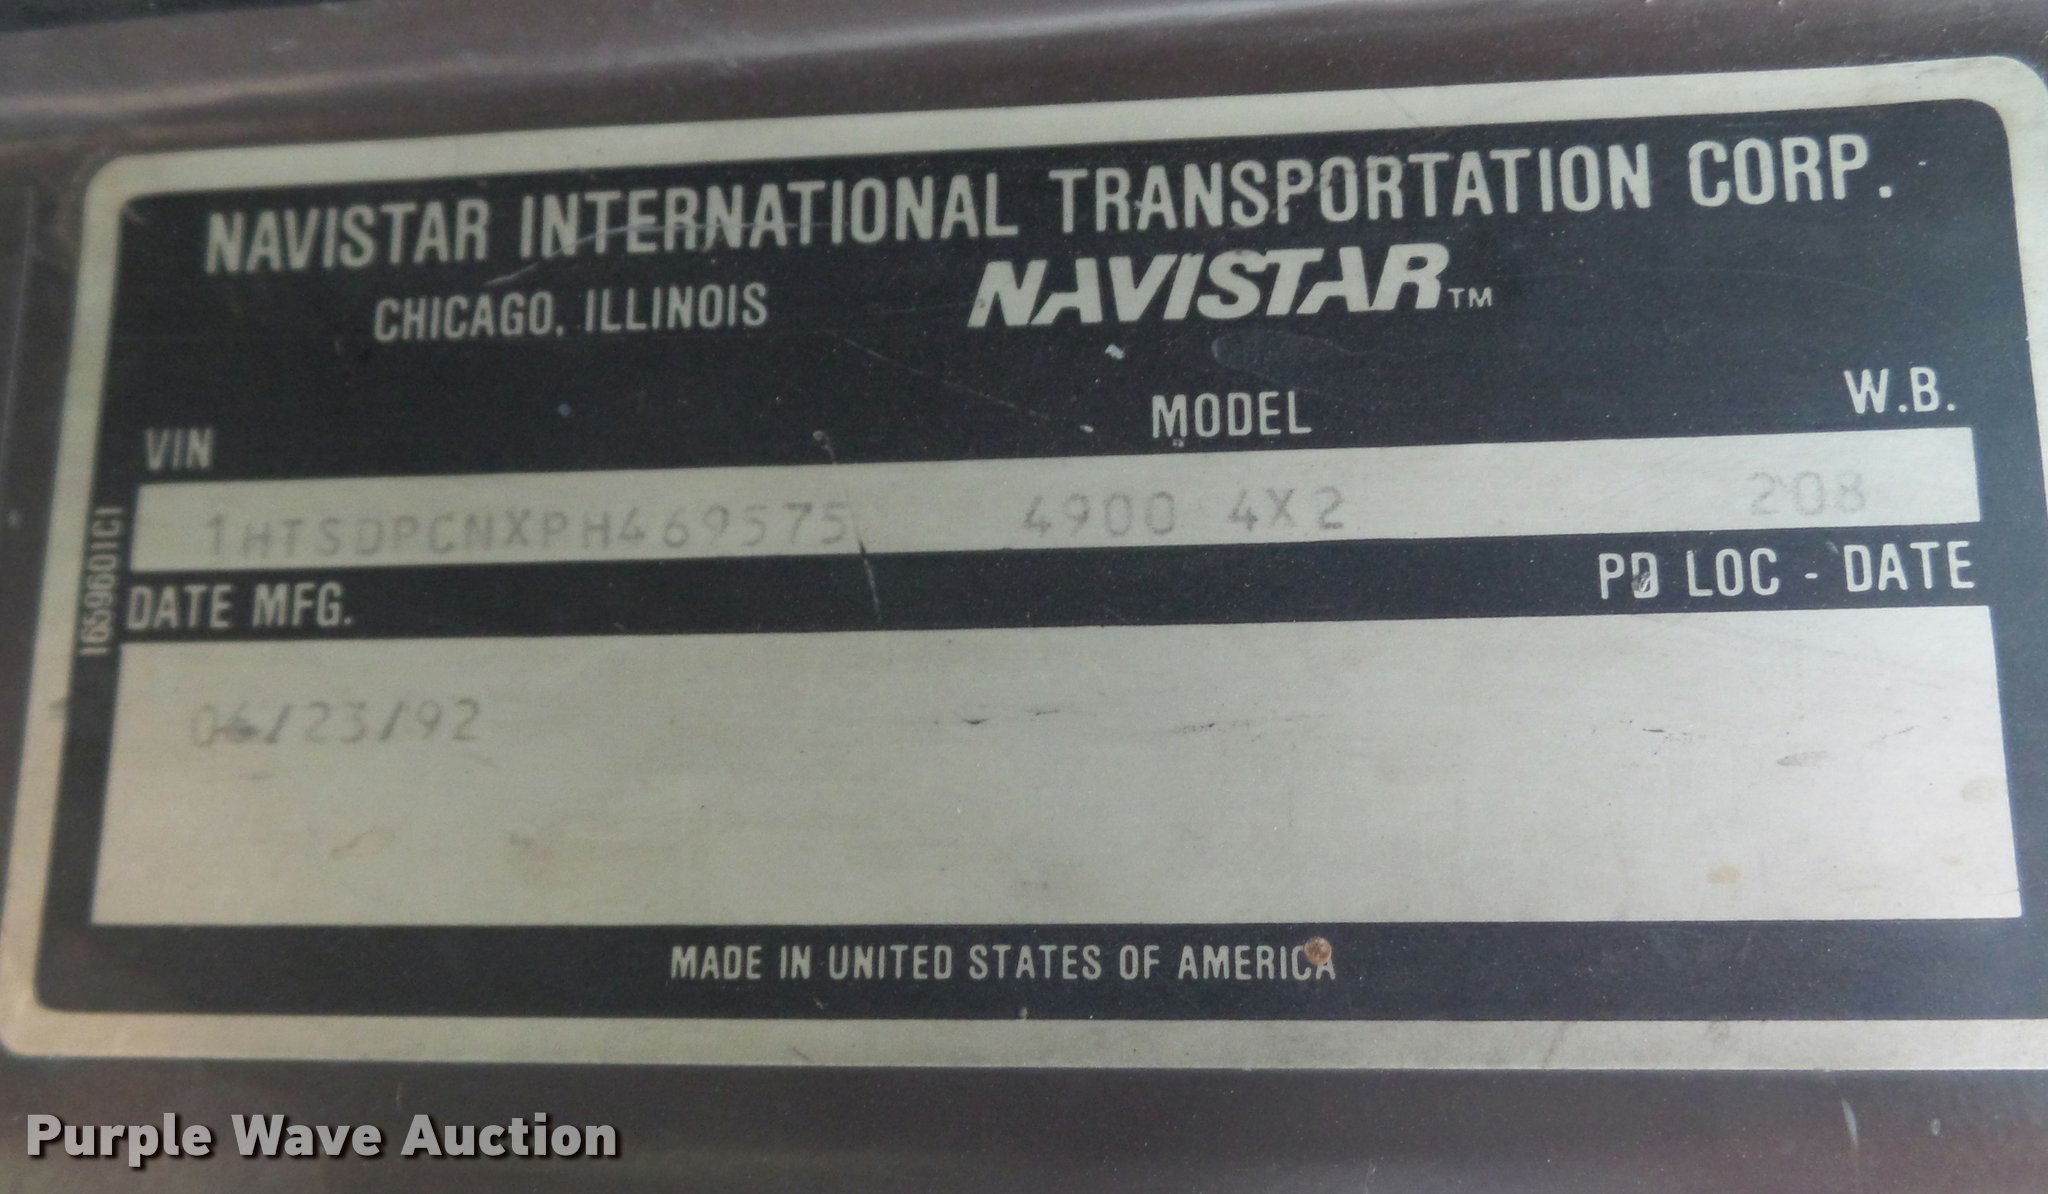 NAVISTAR INTERNATIONAL TRANSPORTATION CORP.
CHICAGO, ILLINOIS NAVISTAR™
VIN MODEL W.B.
1HTSDPCNXPH469575 4900 4X2 208
DATE MFG. PD LOC - DATE
06/23/92
1659601C1
MADE IN UNITED STATES OF AMERICA
Purple Wave Auction